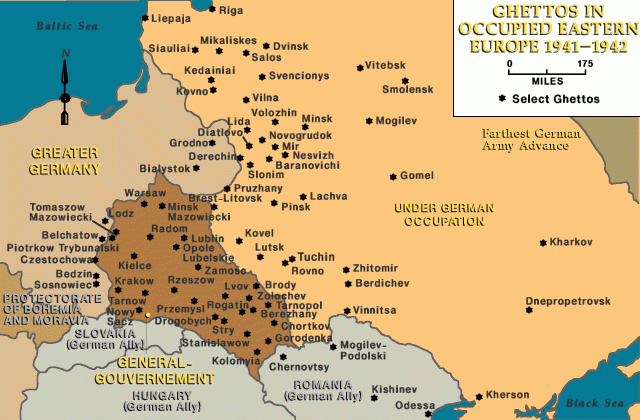 GHETTOS IN
OCCUPIED EASTERN
EUROPE 1941–1942
0 175
MILES
Select Ghettos
Baltic Sea
N
Riga
Liepaja
Siauliai
Mikaliskes
Dvinsk
Salos
Kedainiai
Svencionys
Vitebsk
Smolensk
Kovno
Vilna
Volozhin
Lida
Minsk
Mogilev
Diatlovo
Novogrudok
Grodno
Mir
Derechin
Nesvizh
Baranovichi
Farthest German
Army Advance
GREATER
GERMANY
Bialystok
Slonim
Gomel
Pruzhany
Warsaw
Brest-Litovsk
Lachva
Tomaszow
Mazowiecki
Lodz
Minsk
Mazowiecki
Pinsk
UNDER GERMAN
OCCUPATION
Belchatow
Radom
Lublin
Kovel
Kharkov
Piotrkow Trybunalski
Opole
Lubelskie
Lutsk
Tuchin
Czestochowa
Kielce
Zamosc
Rovno
Zhitomir
Bedzin
Sosnowiec
Krakow
Rzeszow
Lvov
Brody
Berdichev
PROTECTORATE
OF BOHEMIA
AND MORAVIA
Tarnow
Zolochev
Nowy
Sacz
Przemysl
Rogatin
Tarnopol
Vinnitsa
Dnepropetrovsk
Drogobych
Berezhany
Stry
Chortkov
SLOVAKIA
(German Ally)
Stanislawow
Gorodenka
Mogilev-
Podolski
Kolomyia
Chernovtsy
GENERAL-
GOUVERNEMENT
HUNGARY
(German Ally)
ROMANIA
(German Ally)
Kishinev
Kherson
Odessa
Black Sea